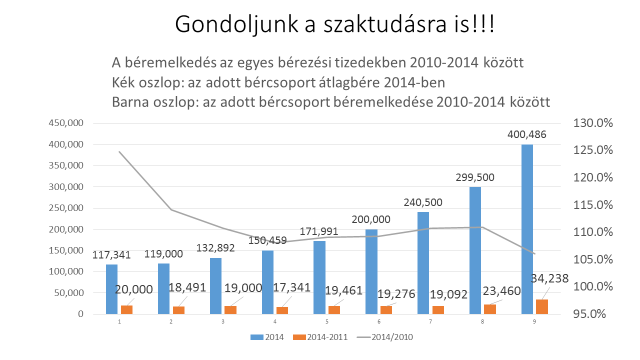 Gondoljunk a szaktudásra is!!!
A béremelkedés az egyes bérezési tizedekben 2010-2014 között
Kék oszlop: az adott bércsoport átlagbére 2014-ben
Barna oszlop: az adott bércsoport béremelkedése 2010-2014 között
450,000 130.0%
400,000 125.0%
350,000 120.0%
300,000 115.0%
250,000 110.0%
200,000 105.0%
150,000 100.0%
100,000 95.0%
50,000
0
117,341 119,000 132,892 150,459 171,991 200,000 240,500 299,500 400,486
20,000 18,491 19,000 17,341 19,461 19,276 19,092 23,460 34,238
1 2 3 4 5 6 7 8 9
2014 2014-2011 2014/2010